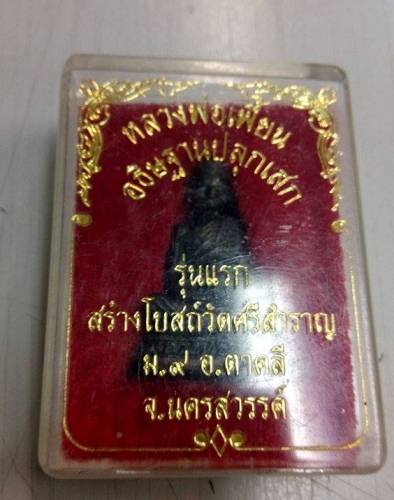 หลวงพ่อเพี้ยน
อธิษฐานปลุกเสก
รุ่นแรก
สร้างโบสถ์วัดศรีสำราญ
ม.๙ อ.ตาคลี
จ.นครสวรรค์